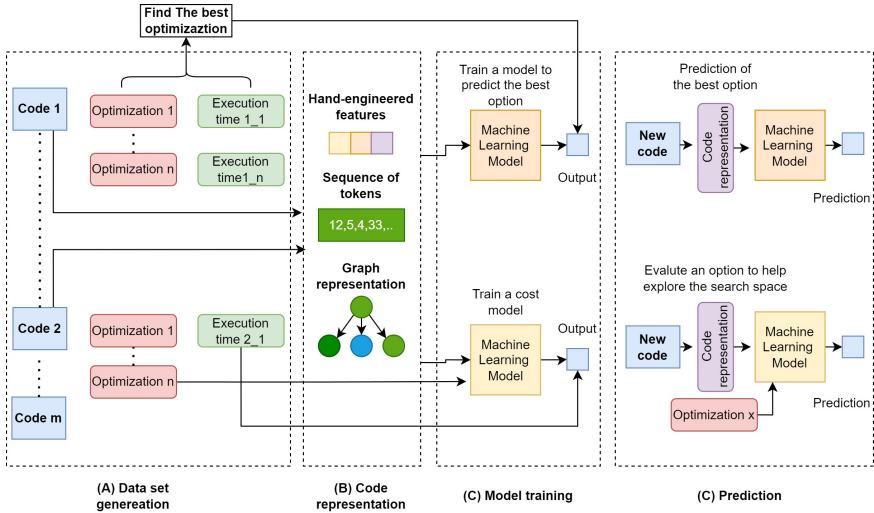 Find The best
optimizaztion
Code 1
Optimization 1
Execution
time 1_1
Optimization n
Execution
time1_n
Code 2
Optimization 1
Execution
time 2_1
Optimization n
Code m
(A) Data set
genereation
Hand-engineered
features
Sequence of
tokens
12,5,4,33,..
Graph
representation
(B) Code
representation
Train a model to
predict the best
option
Machine
Learning
Model
Output
Train a cost
model
Machine
Learning
Model
Output
(C) Model training
Prediction of
the best option
New
code
Code
representation
Machine
Learning
Model
Prediction
Evalute an option to help
explore the search space
New
code
Code
representation
Machine
Learning
Model
Optimization x
Prediction
(C) Prediction